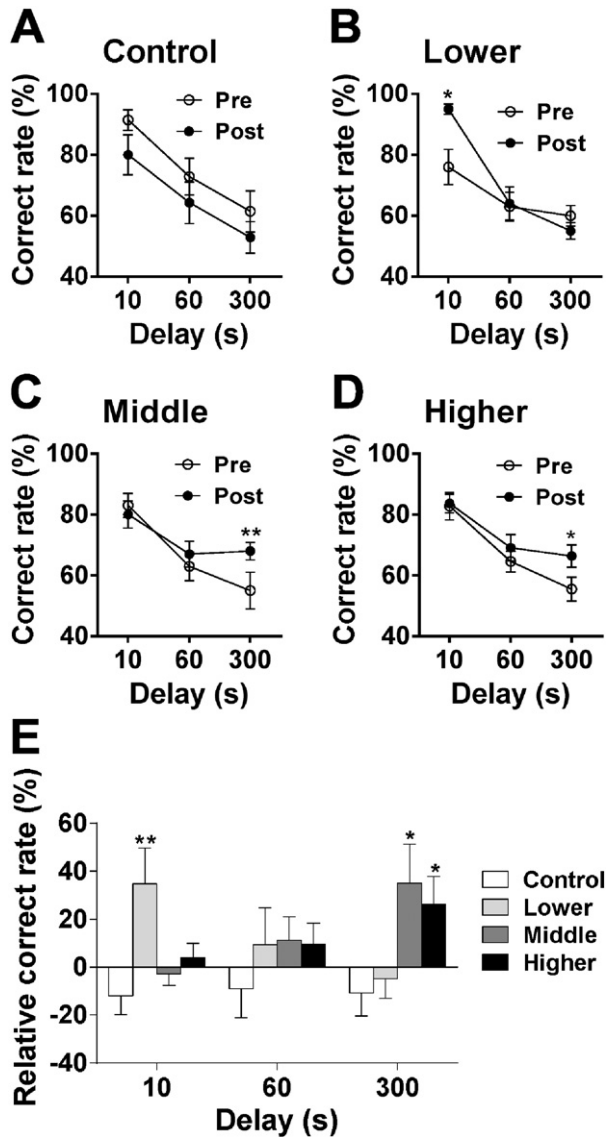 A
Control
Correct rate (%)
100
80
60
40
Pre
Post
10 60 300
Delay (s)
B
Lower
Correct rate (%)
100
80
60
40
*
Pre
Post
10 60 300
Delay (s)
C
Middle
Correct rate (%)
100
80
60
40
Pre
Post
**
10 60 300
Delay (s)
D
Higher
Correct rate (%)
100
80
60
40
Pre
Post
*
10 60 300
Delay (s)
E
Relative correct rate (%)
60
40
20
0
-20
-40
**
*
*
Control
Lower
Middle
Higher
10 60 300
Delay (s)